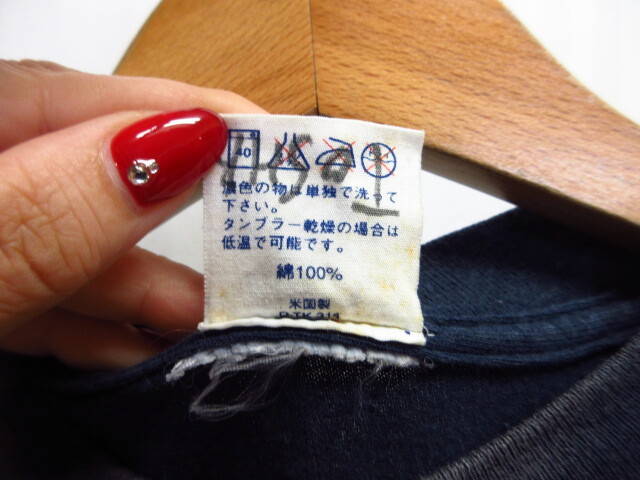 40
濃色の物は単独で洗って
下さい。
タンブラー乾燥の場合は
低温で可能です。
綿100%
米国製